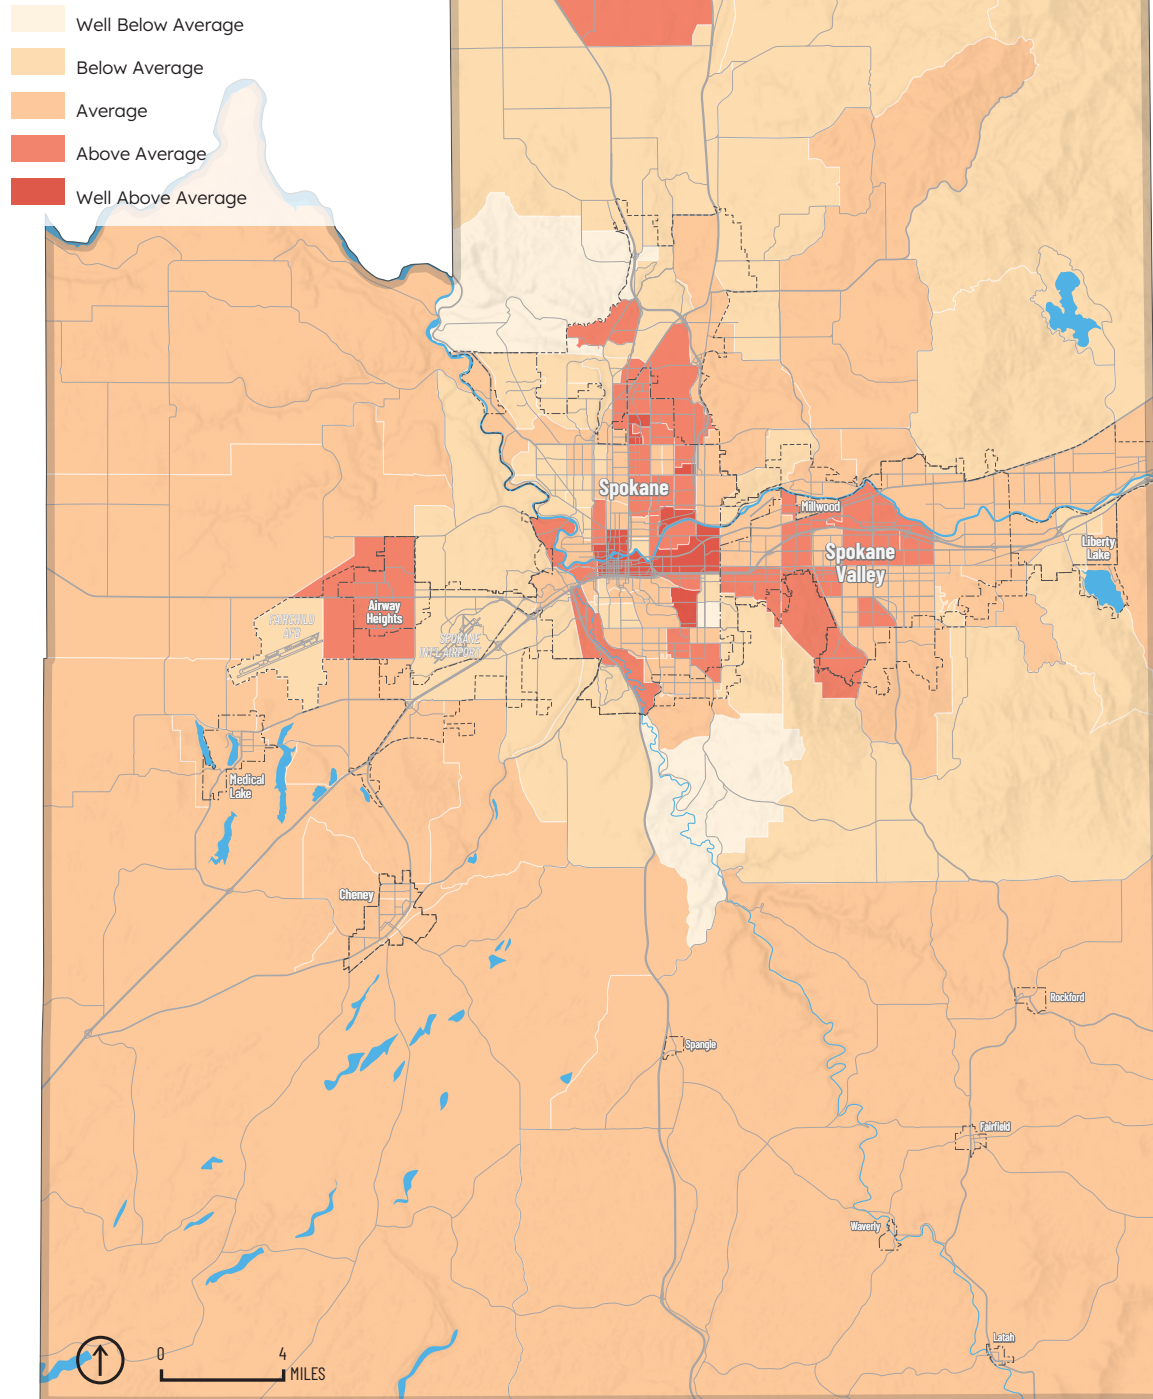 Well Below Average
Below Average
Average
Above Average
Well Above Average
Spokane
Millwood
Spokane
Valley
Liberty
Lake
Airway
Heights
FAIRCHILD
AFB
SPOKANE
INT'L AIRPORT
Medical
Lake
Cheney
Rockford
Spangle
Fairfield
Waverly
Latah
0 4
MILES